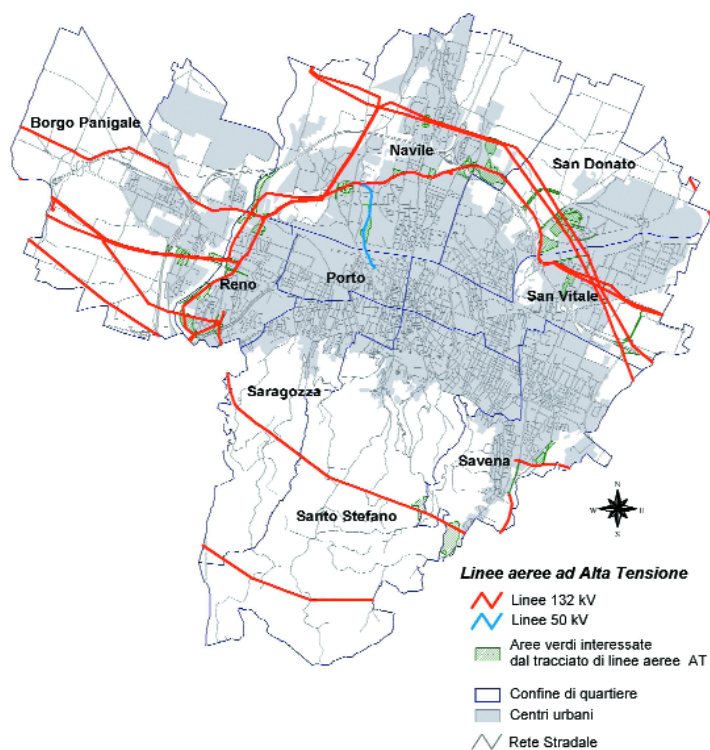 Borgo Panigale
Navile
San Donato
Reno
Porto
San Vitale
Saragozza
Savena
Santo Stefano
N
W
E
S
Linee aeree ad Alta Tensione
Linee 132 kV
Linee 50 kV
Aree verdi interessate
dal tracciato di linee aeree AT
Confine di quartiere
Centri urbani
Rete Stradale